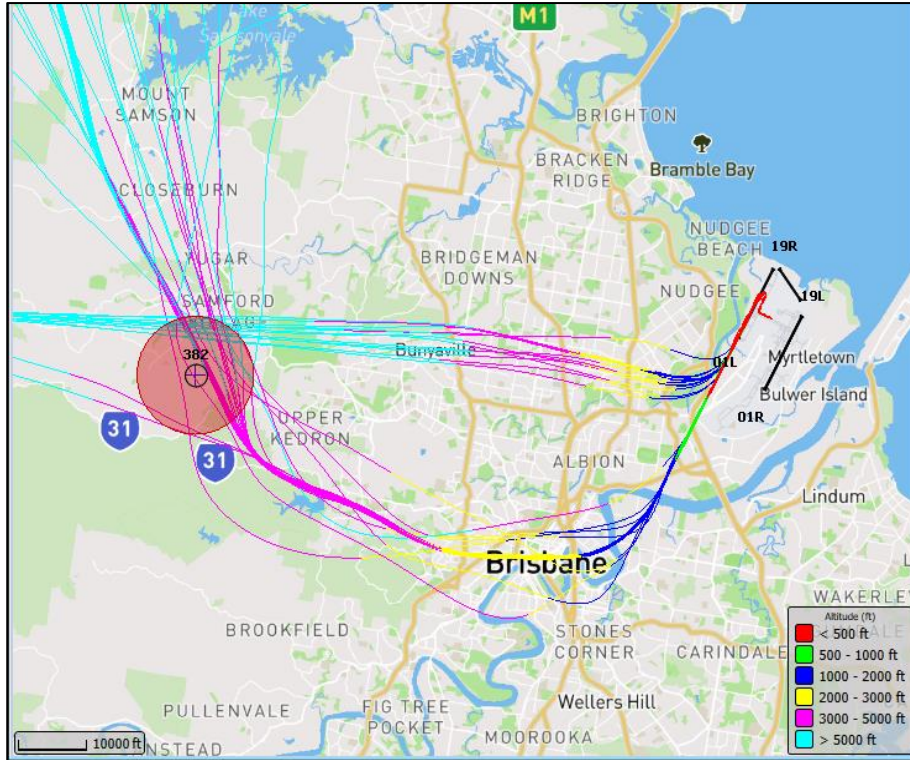 Lake
Samsonvale
M1
MOUNT
SAMSON
BRIGHTON
BRACKEN
RIDGE
Bramble Bay
CLOSEBURN
NUDGEE
BEACH
19R
YUGAR
BRIDGEMAN
DOWNS
NUDGEE
19L
SAMFORD
382
Bunyaville
01L
Myrtletown
Bulwer Island
01R
31
UPPER
KEDRON
31
ALBION
Lindum
Brisbane
BROOKFIELD
STONES
CORNER
CARINDALE
Altitude (ft)
< 500 ft
500 - 1000 ft
1000 - 2000 ft
2000 - 3000 ft
3000 - 5000 ft
> 5000 ft
PULLENVALE
FIG TREE
POCKET
Wellers Hill
MOOROOKA
10000 ft